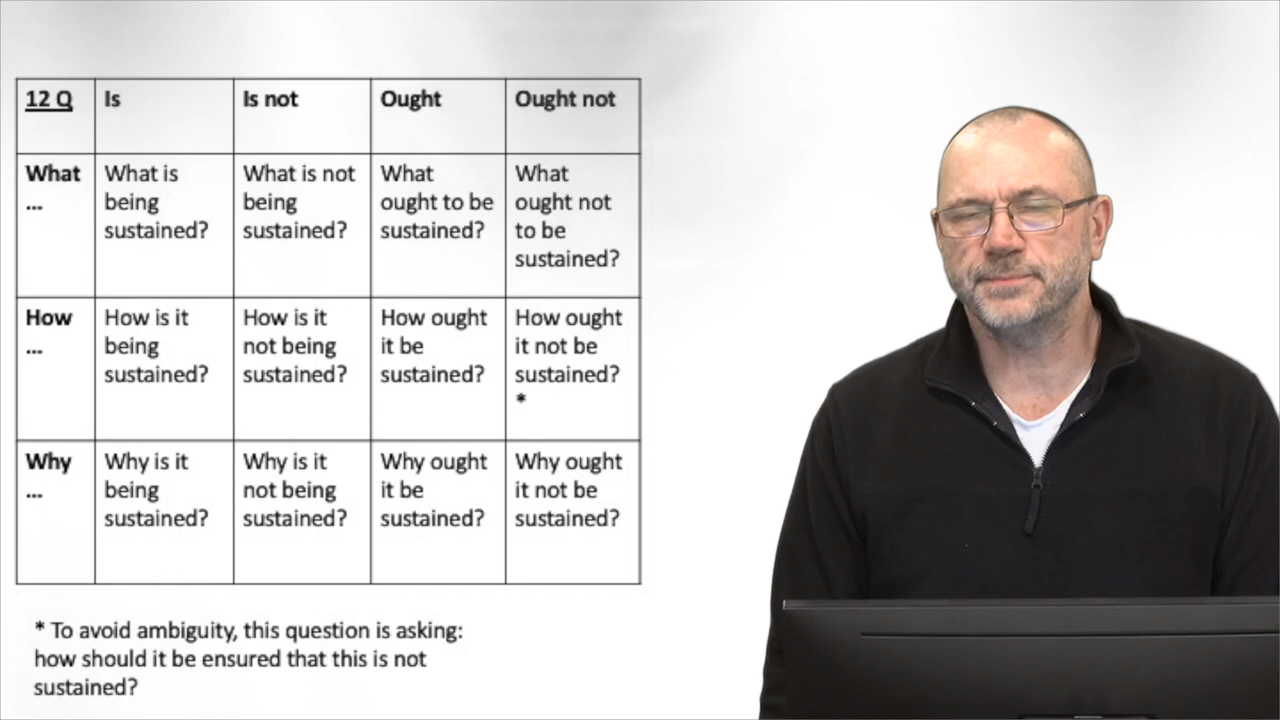 12 Q
Is
Is not
Ought
Ought not
What
...
What is
being
sustained?
What is not
being
sustained?
What
ought to be
sustained?
What
ought not
to be
sustained?
How
...
How is it
being
sustained?
How is it
not being
sustained?
How ought
it be
sustained?
How ought
it not be
sustained?
*
Why
...
Why is it
being
sustained?
Why is it
not being
sustained?
Why ought
it be
sustained?
Why ought
it not be
sustained?
* To avoid ambiguity, this question is asking:
how should it be ensured that this is not
sustained?